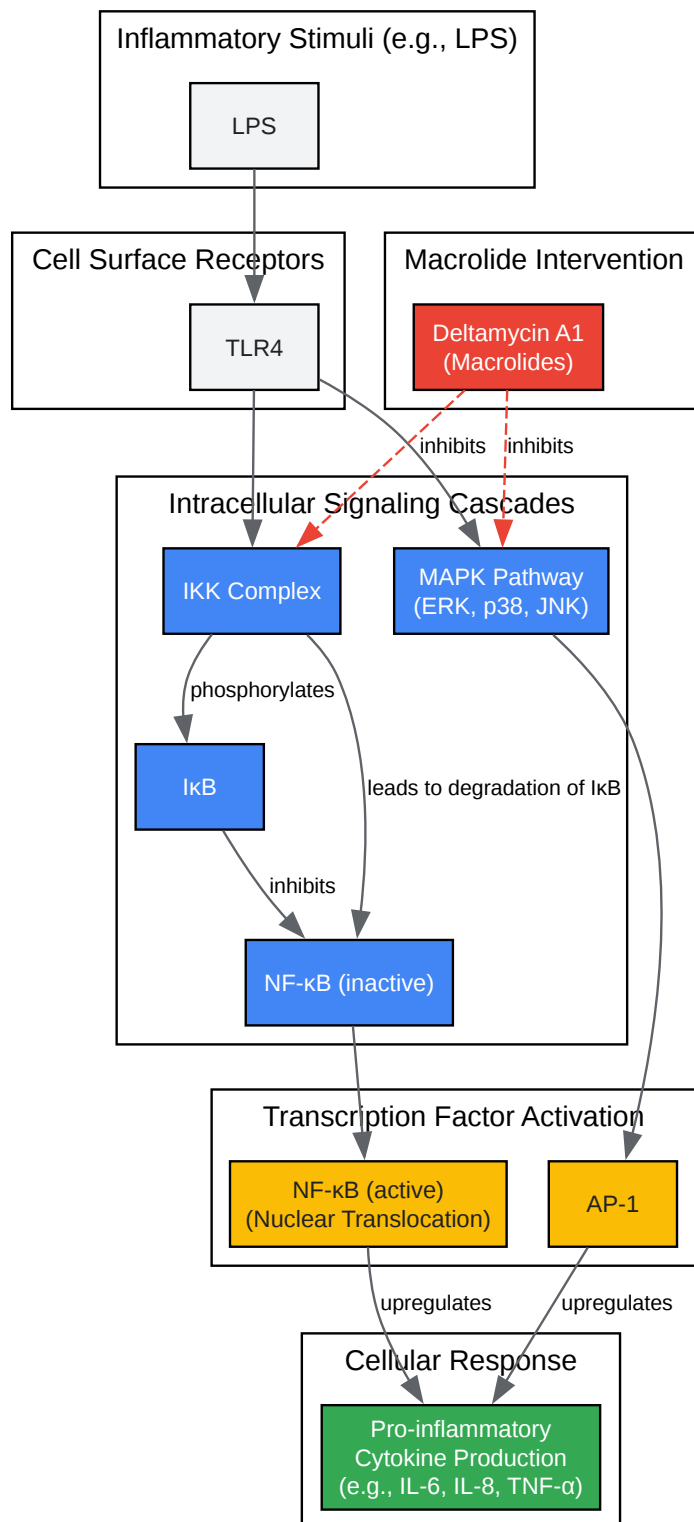 Inflammatory Stimuli (e.g., LPS)
LPS
Cell Surface Receptors
Macrolide Intervention
TLR4
Deltamycin A1
(Macrolides)
inhibits
inhibits
Intracellular Signaling Cascades
IKK Complex
MAPK Pathway
(ERK, p38, JNK)
phosphorylates
IκB
leads to degradation of IκB
inhibits
NF-κB (inactive)
Transcription Factor Activation
NF-κB (active)
(Nuclear Translocation)
AP-1
upregulates
upregulates
Cellular Response
Pro-inflammatory
Cytokine Production
(e.g., IL-6, IL-8, TNF-α)